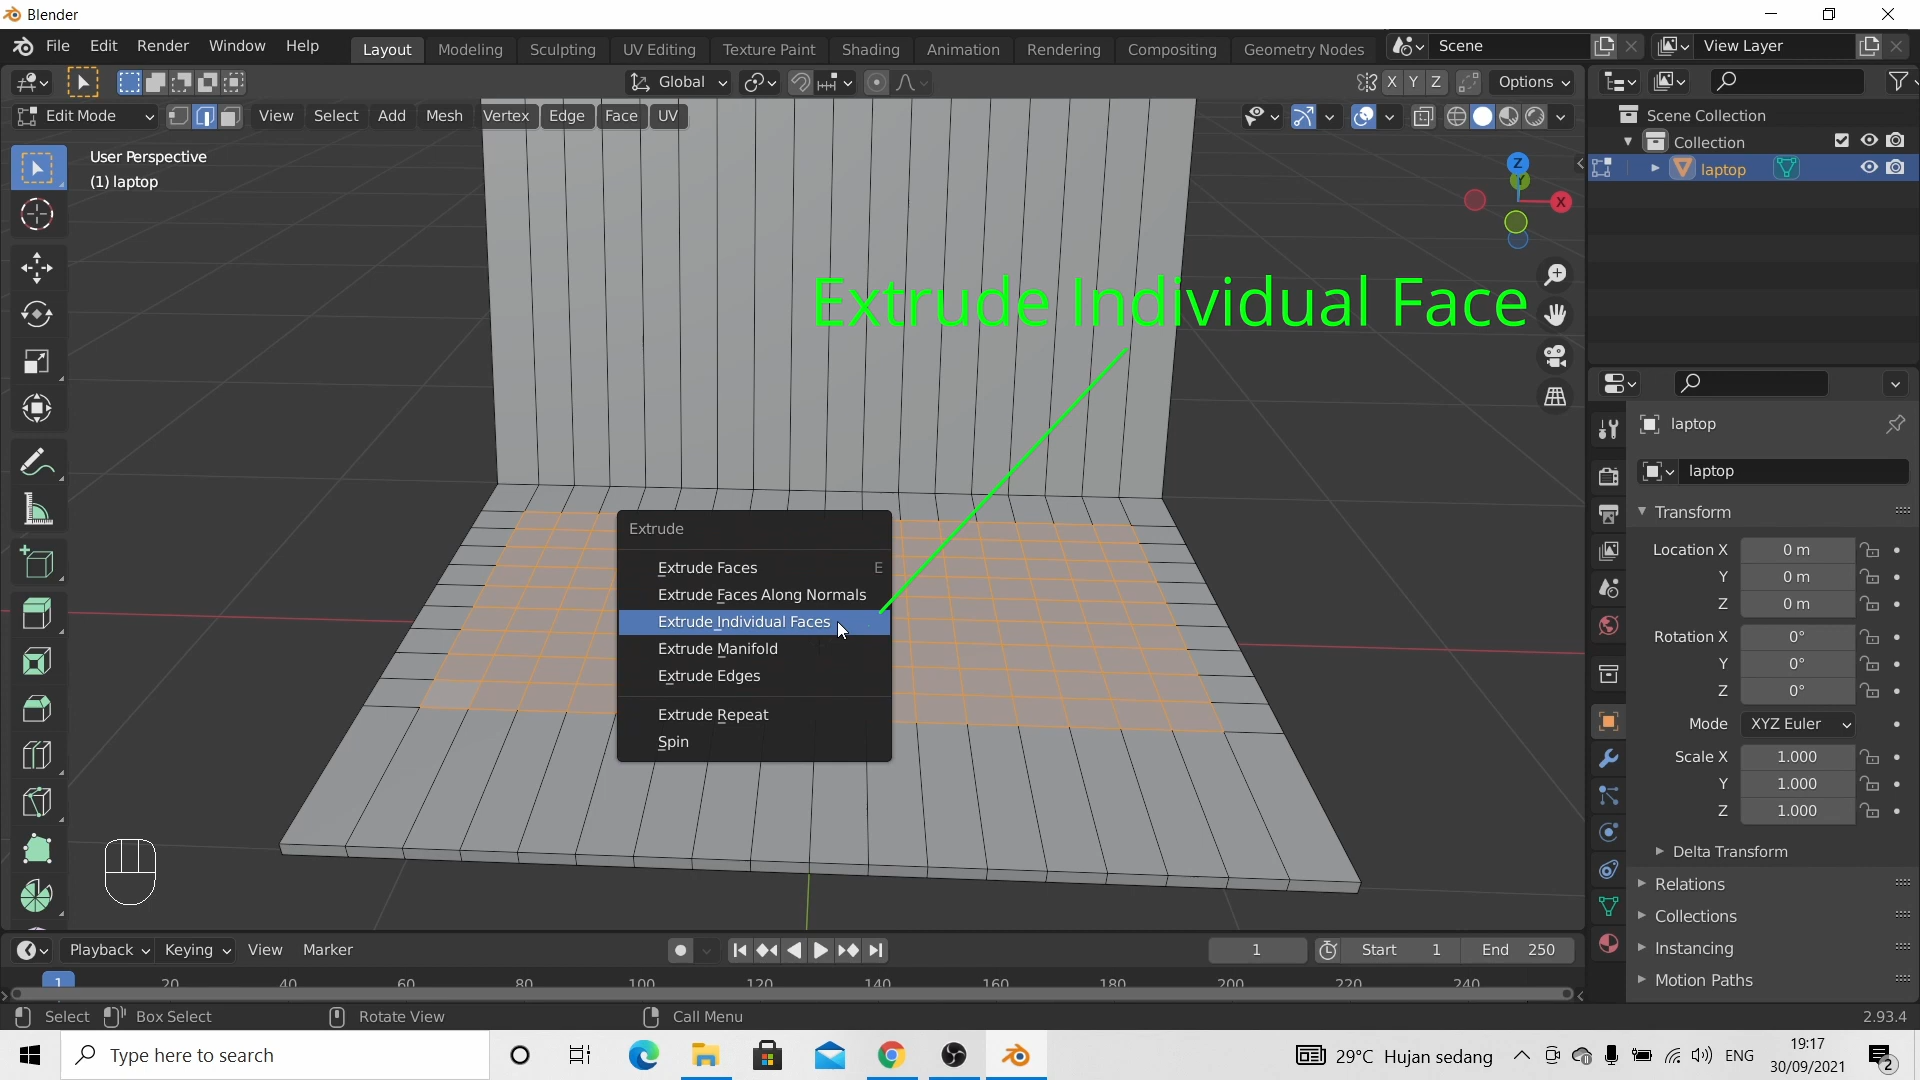 Blender
File Edit Render Window Help Layout Modeling Sculpting UV Editing Texture Paint Shading Animation Rendering Compositing Geometry Nodes Scene View Layer
Global X Y Z Options
Edit Mode View Select Add Mesh Vertex Edge Face UV
User Perspective
(1) laptop
Z
Y
X
Scene Collection
Collection
laptop
Extrude Individual Face
Extrude
Extrude Faces E
Extrude Faces Along Normals
Extrude Individual Faces
Extrude Manifold
Extrude Edges
Extrude Repeat
Spin
laptop
laptop
Transform
Location X 0 m
Y 0 m
Z 0 m
Rotation X 0°
Y 0°
Z 0°
Mode XYZ Euler
Scale X 1.000
Y 1.000
Z 1.000
Delta Transform
Relations
Collections
Instancing
Motion Paths
Playback Keying View Marker 1 Start 1 End 250
1 20 40 60 80 100 120 140 160 180 200 220 240
Select Box Select Rotate View Call Menu 2.93.4
Type here to search 29°C Hujan sedang ENG 19:17
30/09/2021 2